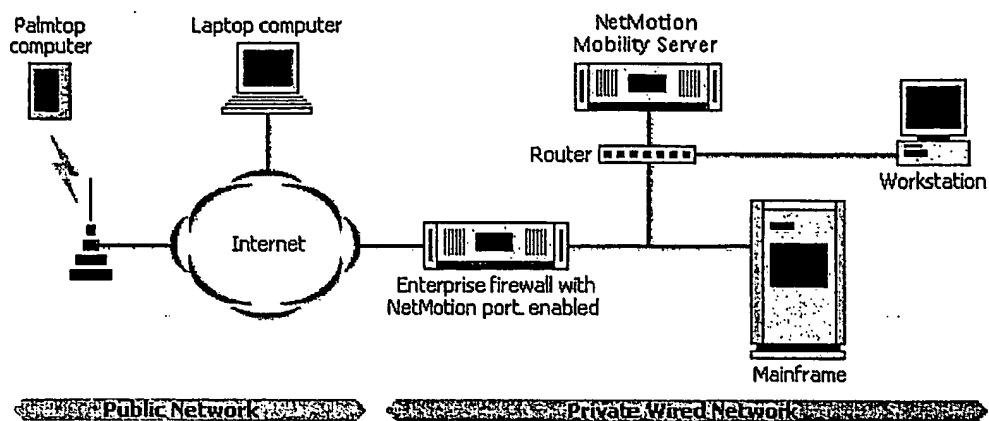 Palmtop
computer
Laptop computer
NetMotion
Mobility Server
Router
Workstation
Internet
Enterprise firewall with
NetMotion port enabled
Mainframe
Public Network
Private Wired Network